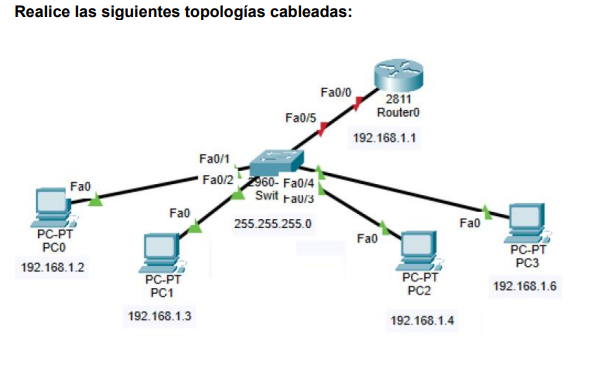 Realice las siguientes topologías cableadas:
Fa0/0
2811
Router0
Fa0/5
192.168.1.1
Fa0/1
Fa0/2
2960-
Fa0/4
Swit
Fa0/3
255.255.255.0
Fa0
PC-PT
PC0
192.168.1.2
Fa0
PC-PT
PC1
192.168.1.3
Fa0
PC-PT
PC2
192.168.1.4
Fa0
PC-PT
PC3
192.168.1.6